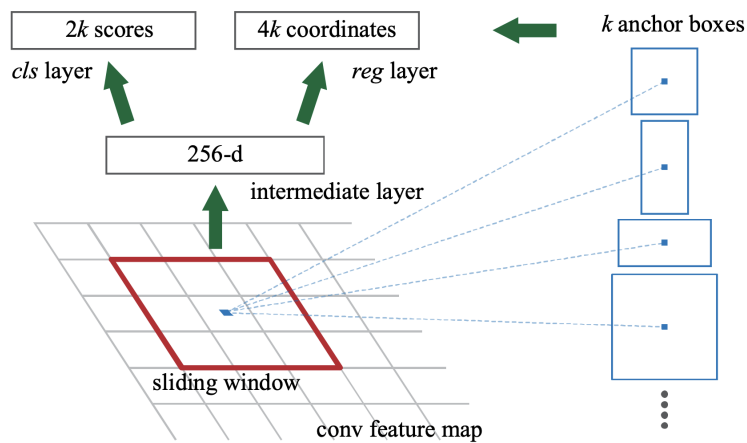 2k scores
4k coordinates
k anchor boxes
cls layer
reg layer
256-d
intermediate layer
sliding window
conv feature map